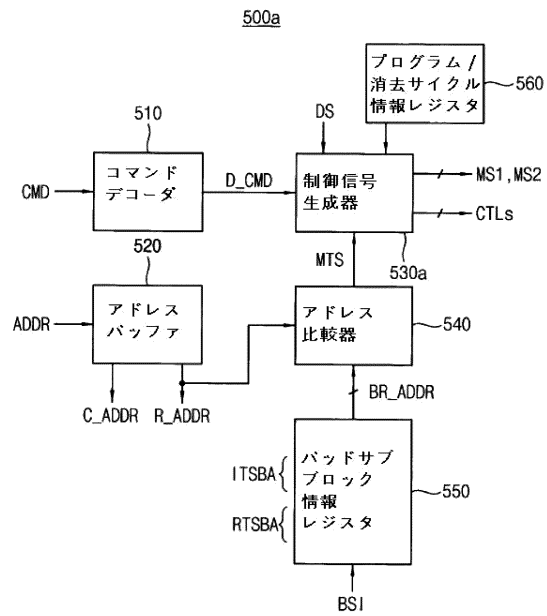 500a
プログラム/
消去サイクル
情報レジスタ
560
510
DS
コマンド
デコーダ
CMD
D_CMD
制御信号
生成器
MS1,MS2
CTLs
530a
520
MTS
アドレス
バッファ
ADDR
アドレス
比較器
540
C_ADDR
R_ADDR
BR_ADDR
バッドサブ
ブロック
情報
レジスタ
ITSBA
RTSBA
550
BSI